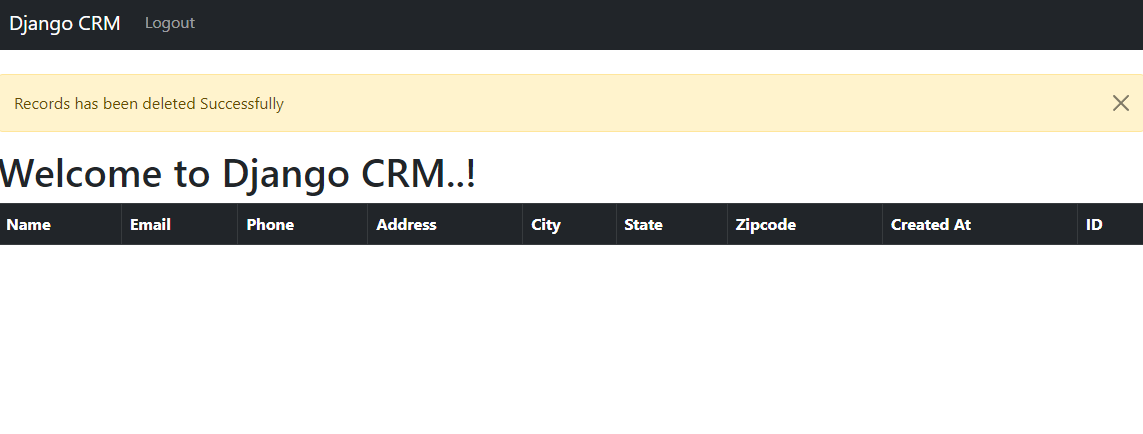 Django CRM Logout
Records has been deleted Successfully
Welcome to Django CRM..!
Name Email Phone Address City State Zipcode Created At ID